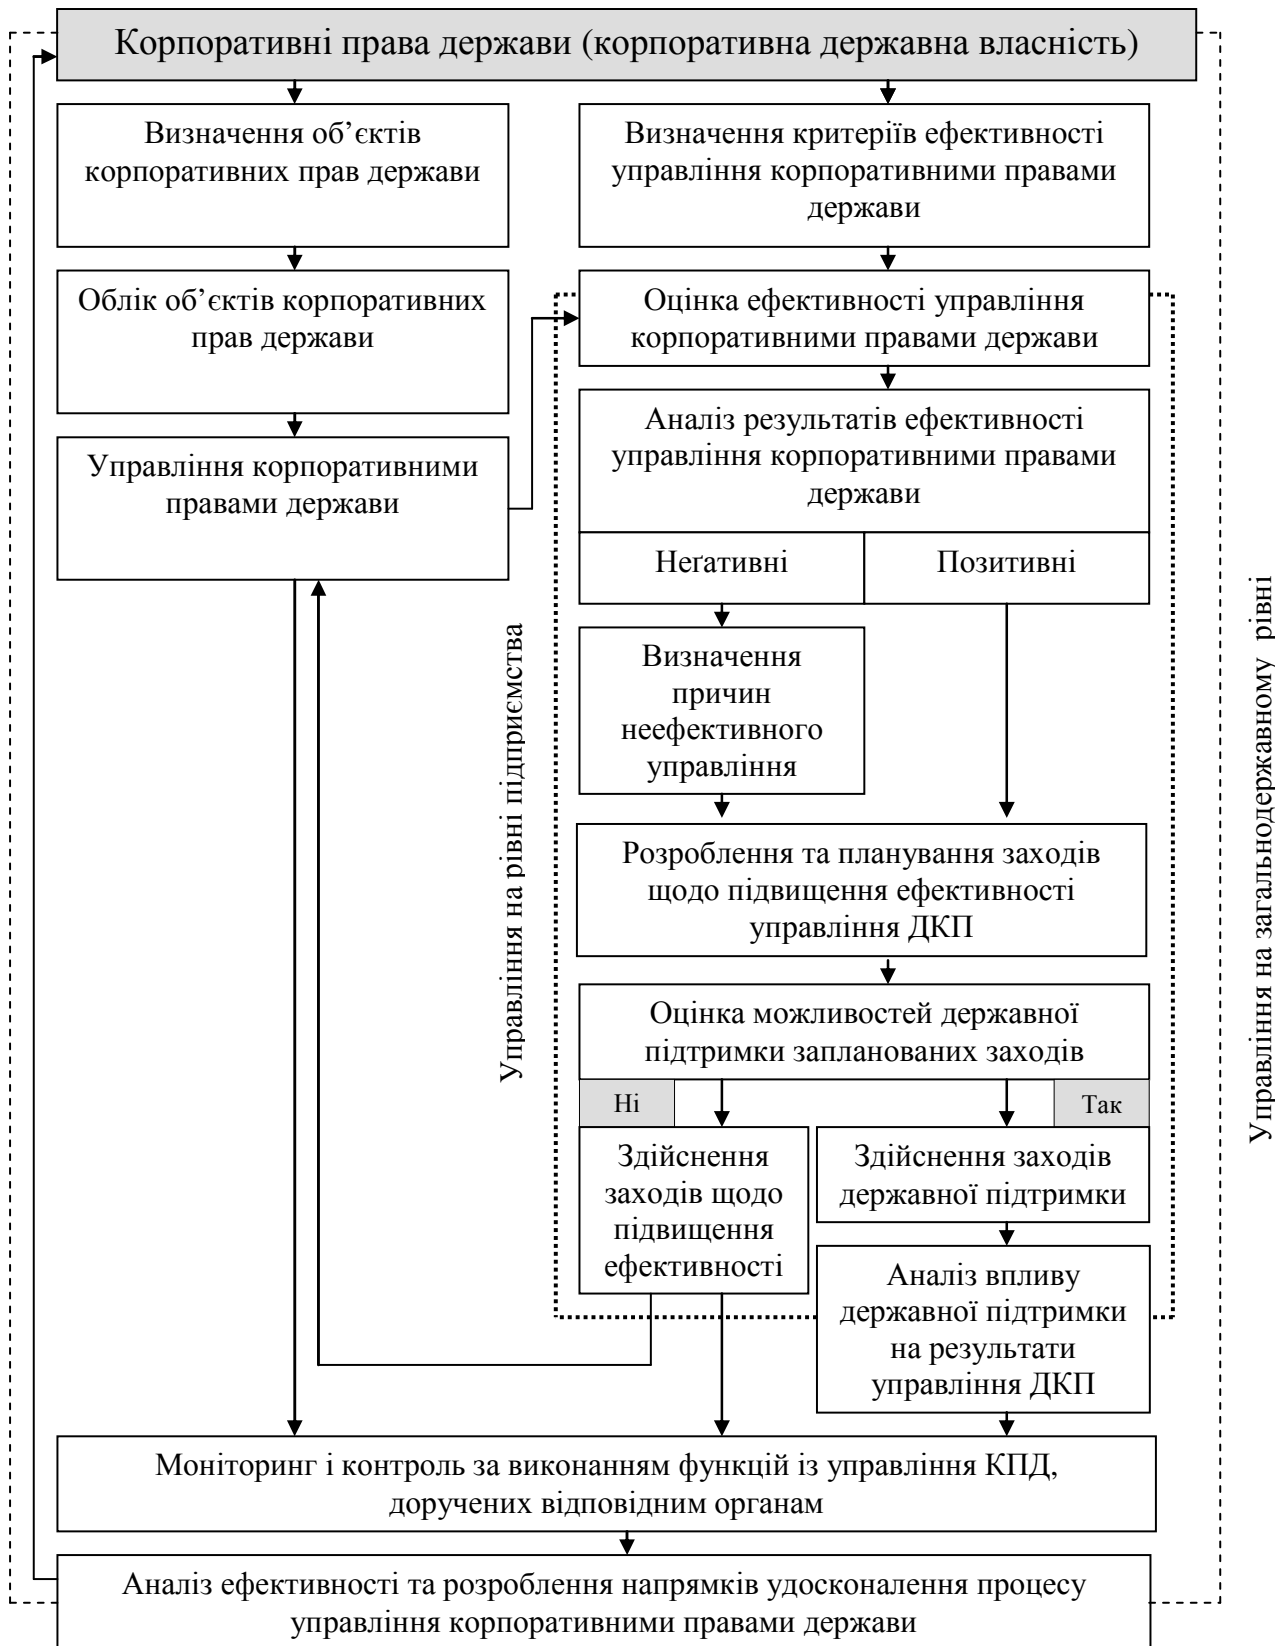 Корпоративні права держави (корпоративна державна власність)
Визначення об’єктів
корпоративних прав держави
Визначення критеріїв ефективності
управління корпоративними правами
держави
Облік об’єктів корпоративних
прав держави
Оцінка ефективності управління
корпоративними правами держави
Управління корпоративними
правами держави
Аналіз результатів ефективності
управління корпоративними правами
держави
Неґативні
Позитивні
Визначення
причин
неефективного
управління
Розроблення та планування заходів
щодо підвищення ефективності
управління ДКП
Оцінка можливостей державної
підтримки запланованих заходів
Ні
Так
Здійснення
заходів щодо
підвищення
ефективності
Здійснення заходів
державної підтримки
Аналіз впливу
державної підтримки
на результати
управління ДКП
Управління на рівні підприємства
Управління на загальнодержавному рівні
Моніторинг і контроль за виконанням функцій із управління КПД,
доручених відповідним органам
Аналіз ефективності та розроблення напрямків удосконалення процесу
управління корпоративними правами держави